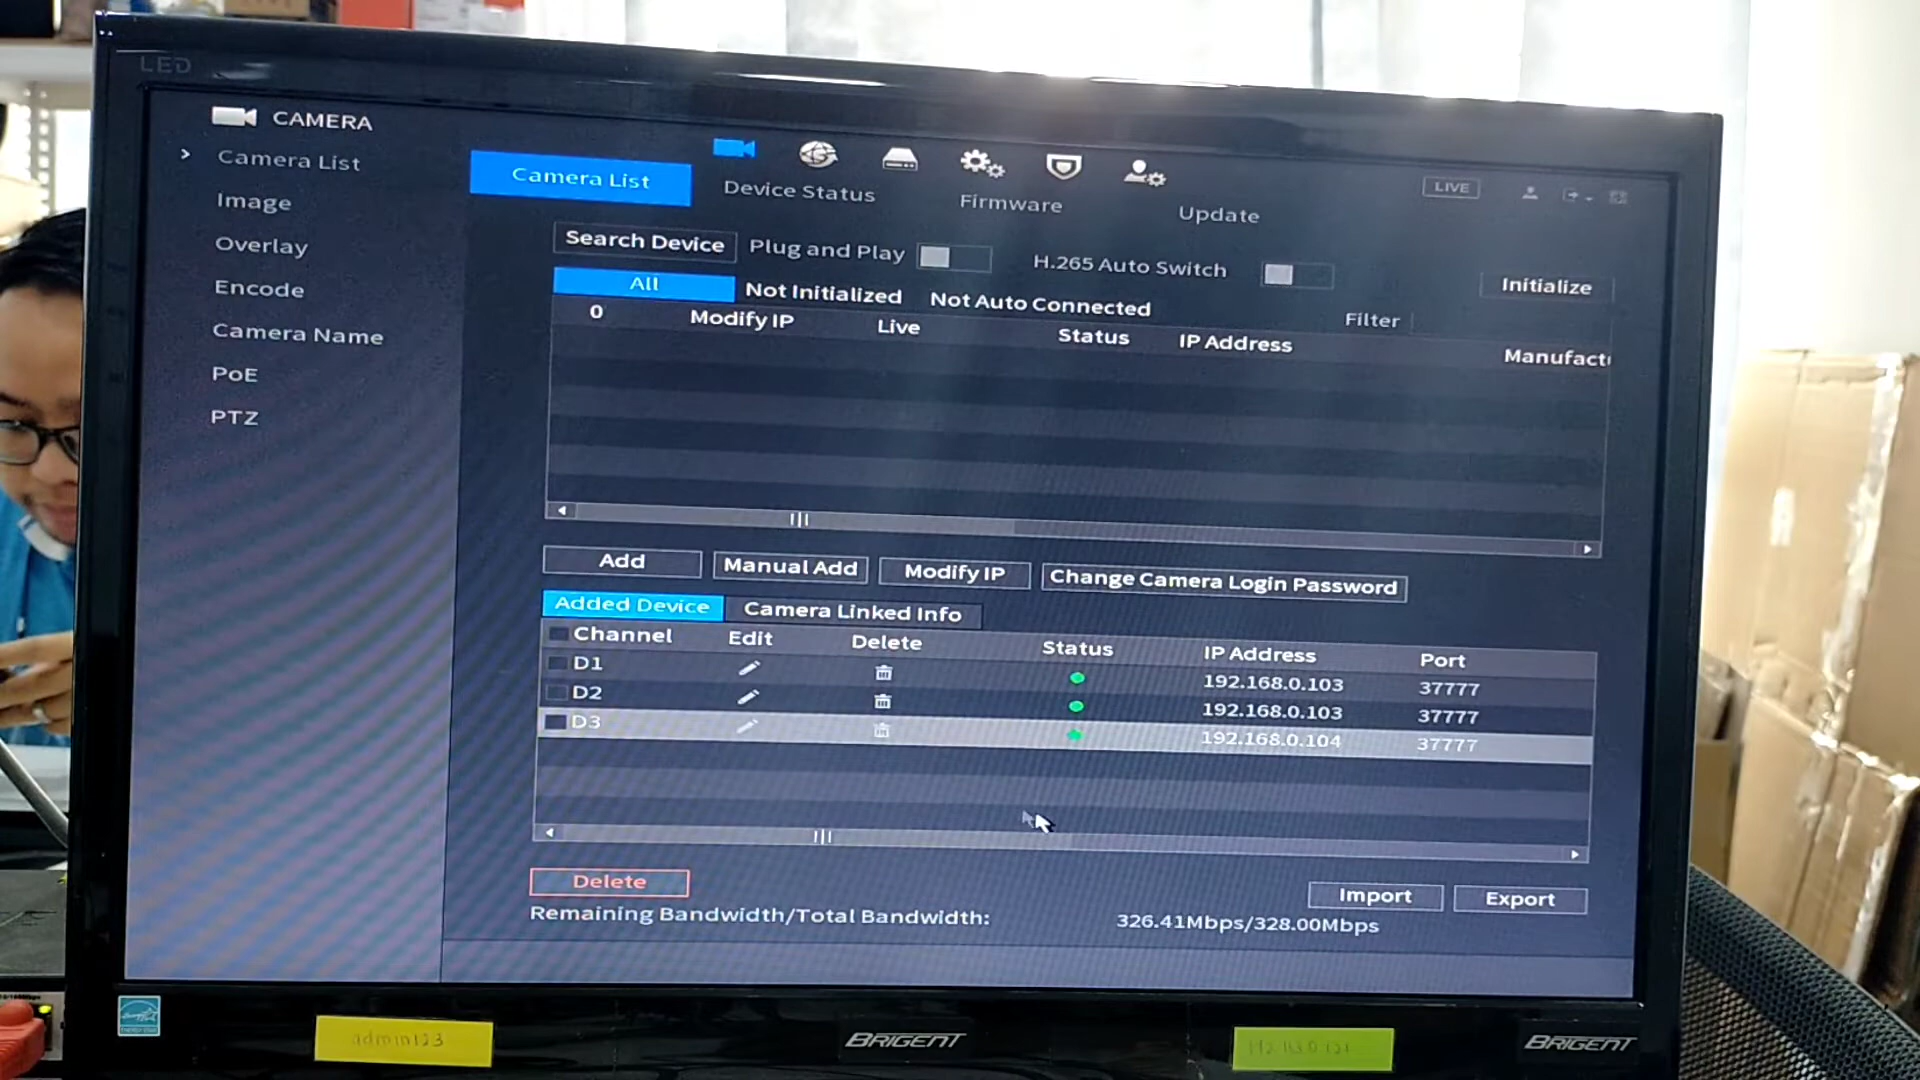 LED
CAMERA
> Camera List
Image
Overlay
Encode
Camera Name
PoE
PTZ
Camera List Device Status Firmware Update
LIVE
Search Device Plug and Play H.265 Auto Switch Initialize
All Not Initialized Not Auto Connected Filter
0 Modify IP Live Status IP Address Manufact
Add Manual Add Modify IP Change Camera Login Password
Added Device Camera Linked Info
Channel Edit Delete Status IP Address Port
D1 192.168.0.103 37777
D2 192.168.0.103 37777
D3 192.168.0.104 37777
Delete Import Export
Remaining Bandwidth/Total Bandwidth: 326.41Mbps/328.00Mbps
admin123 BRIGENT BRIGENT